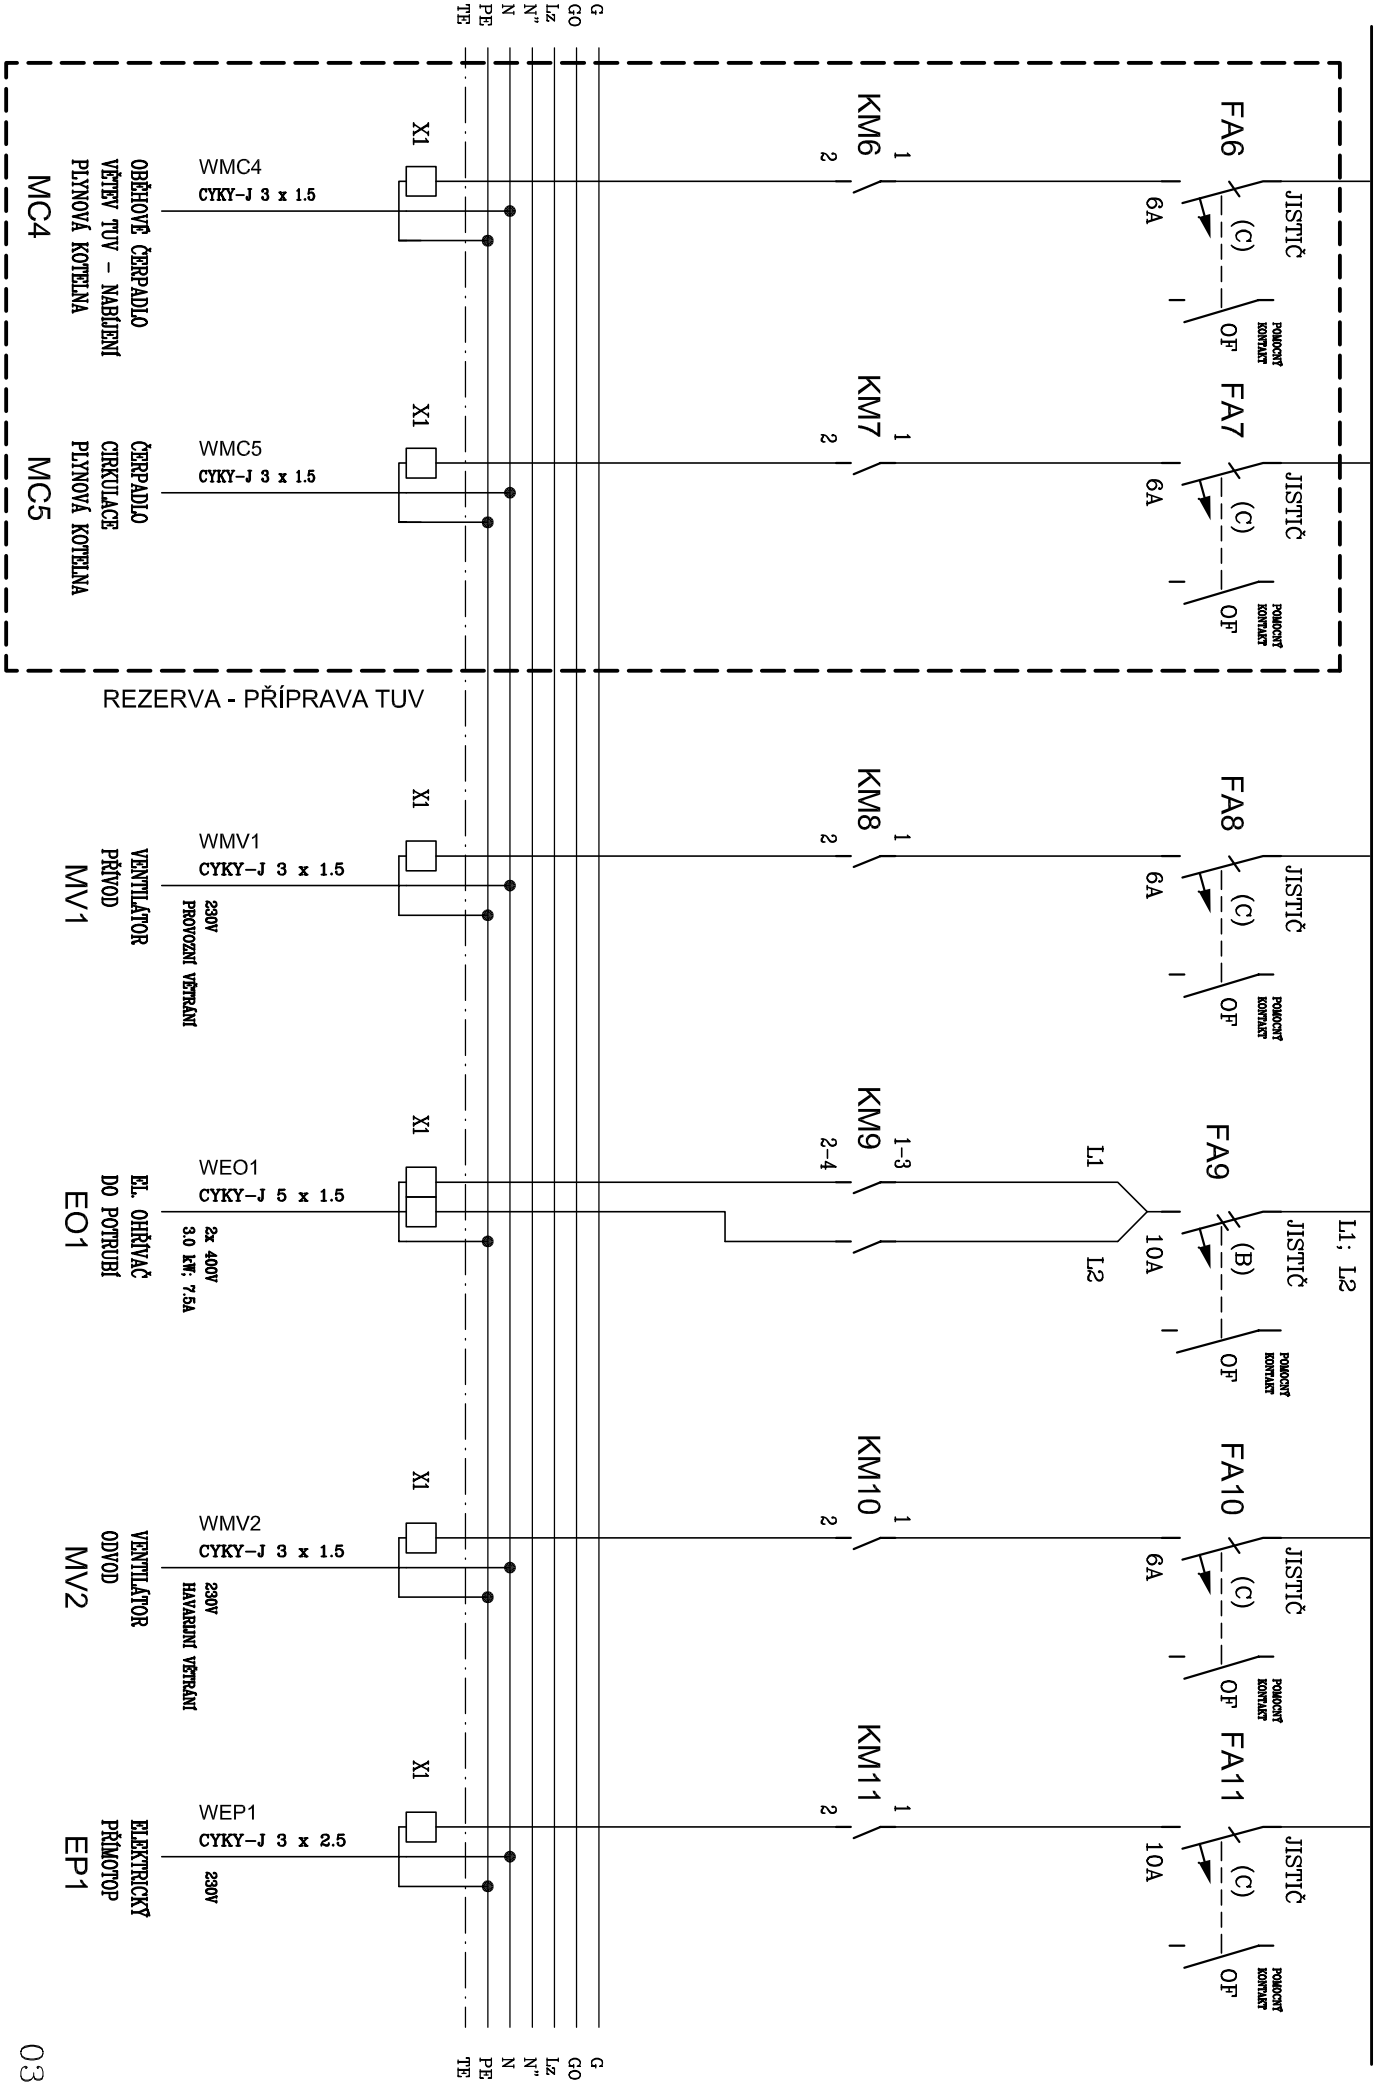 G
GO
Lz
N"
N
PE
TE
FA6
JISTIČ
(C)
6A
OF
POMOCNÝ
KONTAKT
KM6
1
2
X1
WMC4
CYKY-J 3 x 1.5
OBĚHOVÉ ČERPADLO
VĚTEV TUV - NABÍJENÍ
PLYNOVÁ KOTELNA
MC4
FA7
JISTIČ
(C)
6A
OF
POMOCNÝ
KONTAKT
KM7
1
2
X1
WMC5
CYKY-J 3 x 1.5
ČERPADLO
CIRKULACE
PLYNOVÁ KOTELNA
MC5
REZERVA - PŘÍPRAVA TUV
FA8
JISTIČ
(C)
6A
OF
POMOCNÝ
KONTAKT
KM8
1
2
X1
WMV1
CYKY-J 3 x 1.5
230V
PROVOZNÍ VĚTRÁNÍ
VENTILÁTOR
PŘÍVOD
MV1
L1; L2
FA9
JISTIČ
(B)
10A
OF
POMOCNÝ
KONTAKT
L1
L2
KM9
1-3
2-4
X1
WEO1
CYKY-J 5 x 1.5
2x 400V
3.0 kW; 7.5A
EL. OHŘÍVAČ
DO POTRUBÍ
EO1
FA10
JISTIČ
(C)
6A
OF
POMOCNÝ
KONTAKT
KM10
1
2
X1
WMV2
CYKY-J 3 x 1.5
230V
HAVARIJNÍ VĚTRÁNÍ
VENTILÁTOR
ODVOD
MV2
FA11
JISTIČ
(C)
10A
OF
POMOCNÝ
KONTAKT
KM11
1
2
X1
WEP1
CYKY-J 3 x 2.5
230V
ELEKTRICKÝ
PŘÍMOTOP
EP1
G
GO
Lz
N"
N
PE
TE
03